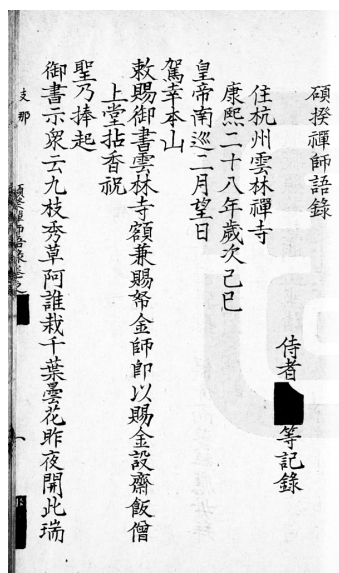 碩揆禪師語錄
侍者
等記錄
住杭州雲林禪寺
康熙二十八年歲次己巳
皇帝南巡二月望日
駕幸本山
敕賜御書雲林寺額兼賜帑金師卽以賜金設齋飯僧
上堂拈香祝
聖乃捧起
御書示眾云九枝秀草阿誰栽千葉曇花昨夜開此瑞
支那
碩揆禪師語錄卷之
一